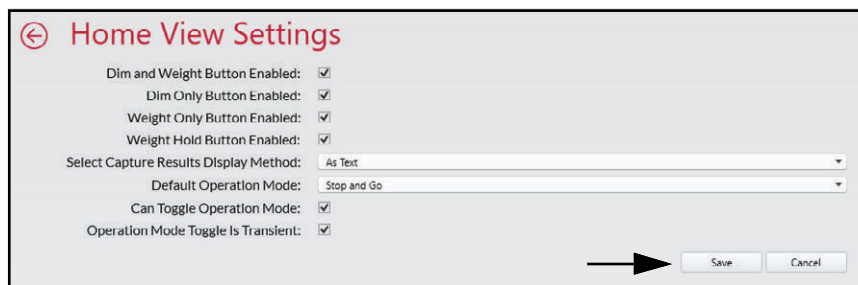 Home View Settings
Dim and Weight Button Enabled:
Dim Only Button Enabled:
Weight Only Button Enabled:
Weight Hold Button Enabled:
Select Capture Results Display Method: As Text
Default Operation Mode: Stop and Go
Can Toggle Operation Mode:
Operation Mode Toggle Is Transient:
Save Cancel